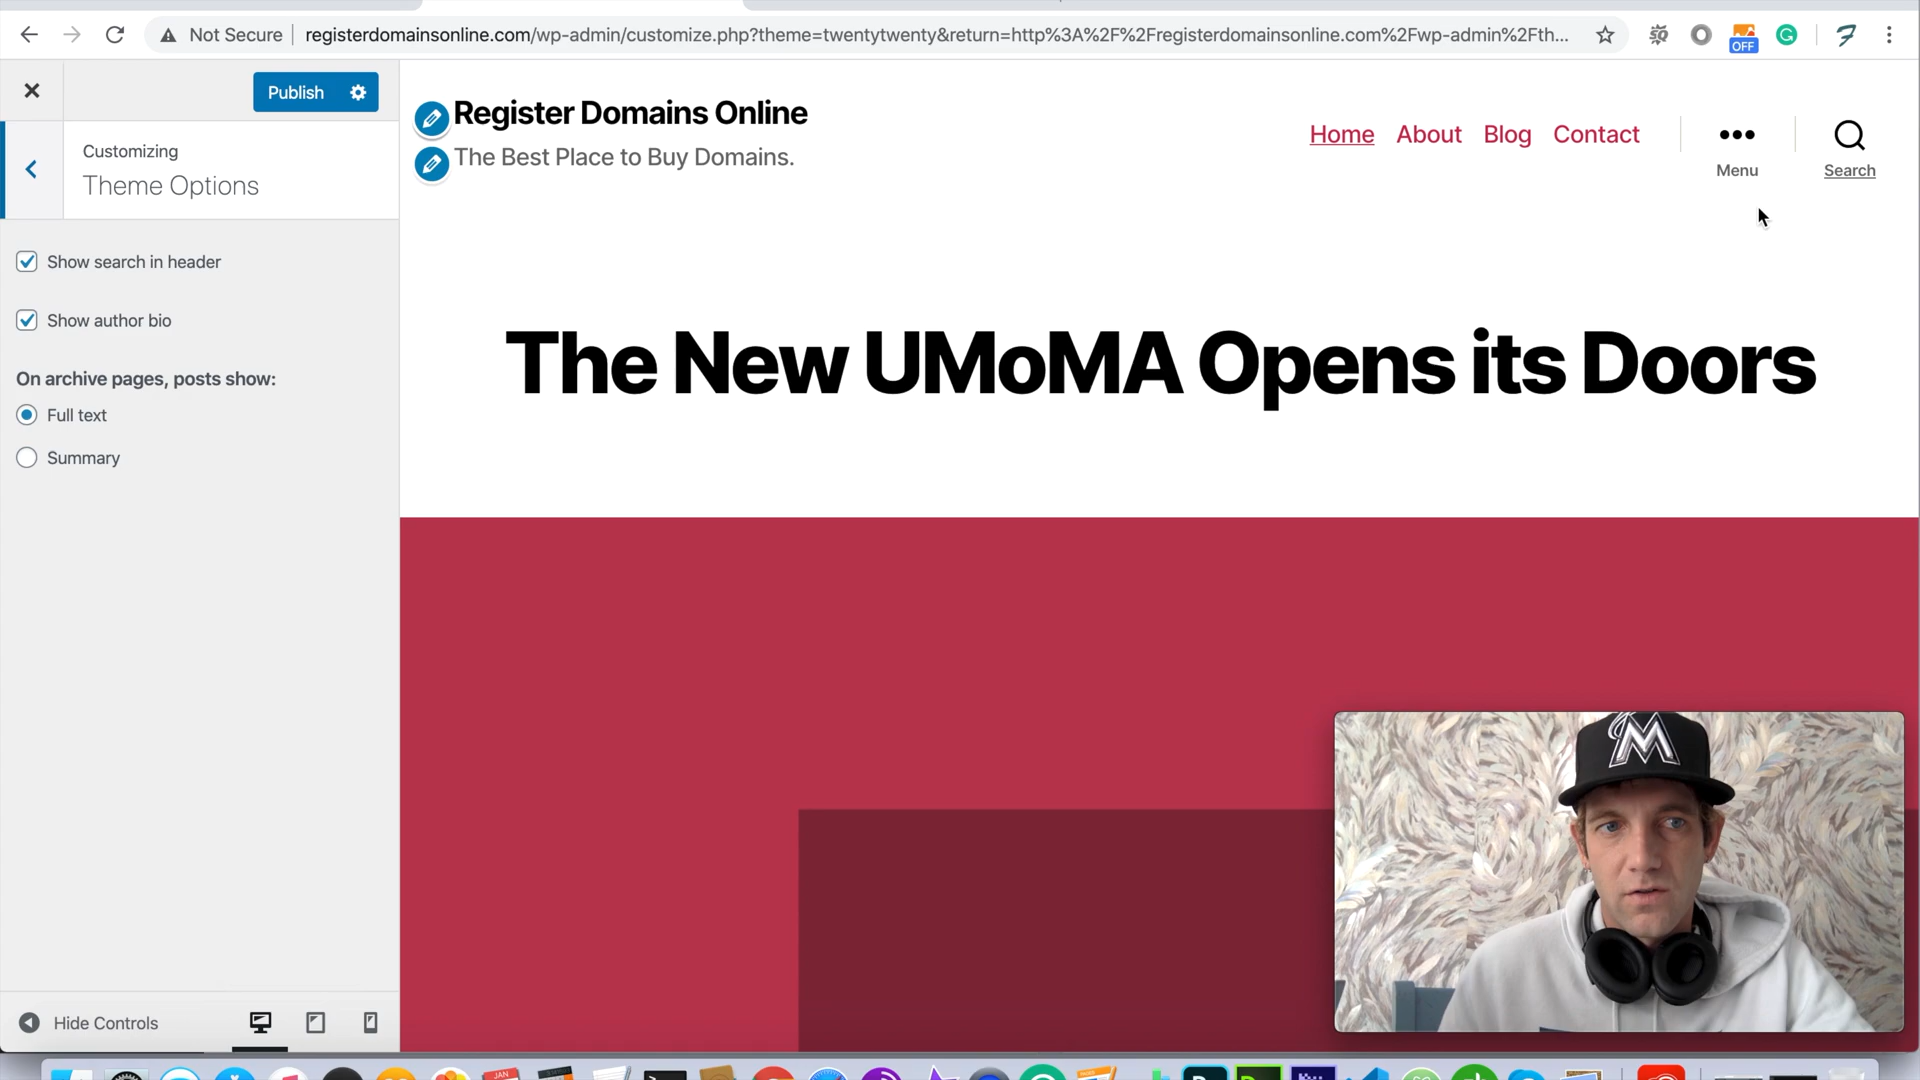 Not Secure
registerdomainsonline.com/wp-admin/customize.php?theme=twentytwenty&return=http%3A%2F%2Fregisterdomainsonline.com%2Fwp-admin%2Fth...
OFF
Publish
Customizing
Theme Options
Show search in header
Show author bio
On archive pages, posts show:
Full text
Summary
Hide Controls
Register Domains Online
The Best Place to Buy Domains.
Home About Blog Contact
Menu
Search
The New UMoMA Opens its Doors
M
JAN